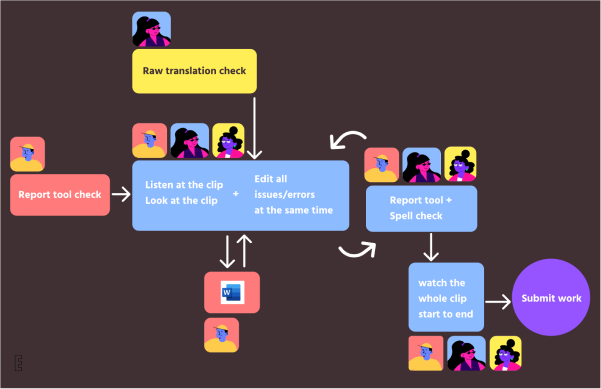 Raw translation check
Report tool check
Listen at the clip
Look at the clip
+
Edit all
issues/errors
at the same time
Report tool +
Spell check
W
watch the
whole clip
start to end
Submit work